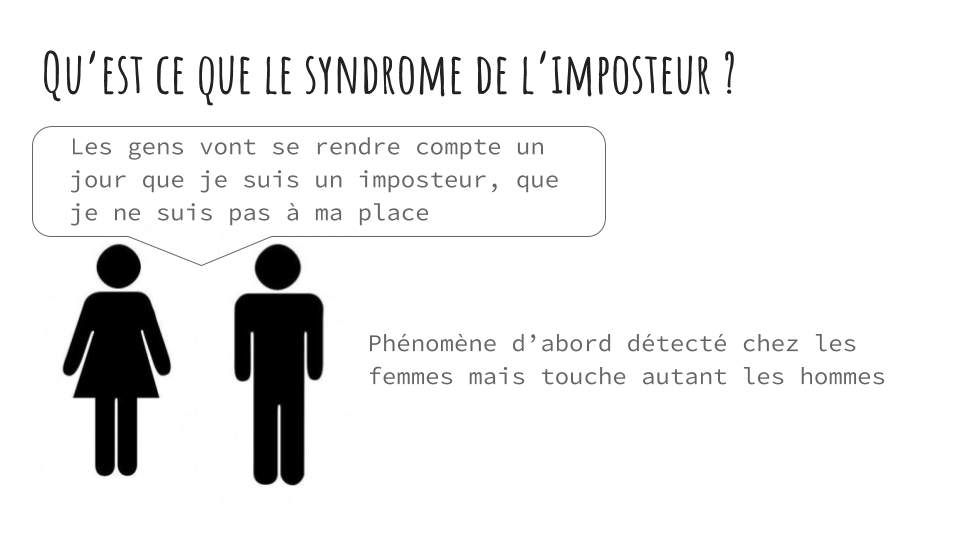 Qu'est ce que le syndrome de l'imposteur ?
Les gens vont se rendre compte un
jour que je suis un imposteur, que
je ne suis pas à ma place
Phénomène d'abord détecté chez les
femmes mais touche autant les hommes